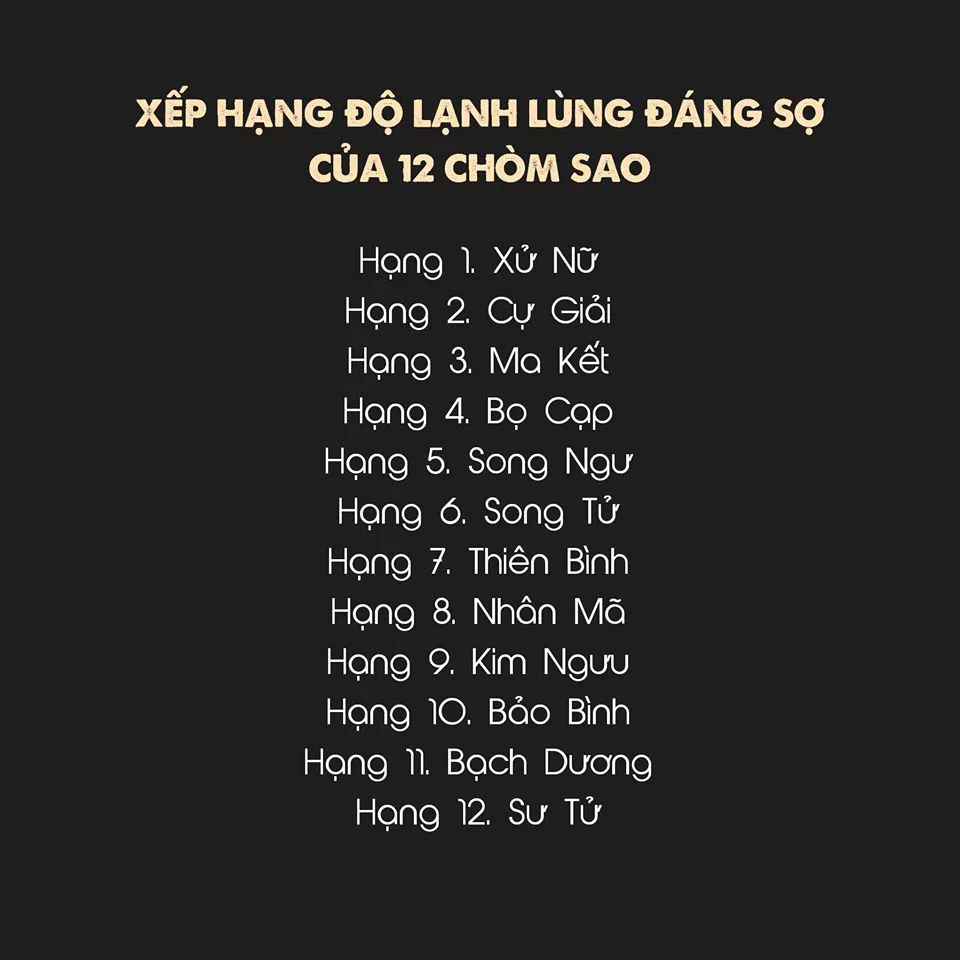 XẾP HẠNG ĐỘ LẠNH LÙNG ĐÁNG SỢ
CỦA 12 CHÒM SAO
Hạng 1. Xử Nữ
Hạng 2. Cự Giải
Hạng 3. Ma Kết
Hạng 4. Bọ Cạp
Hạng 5. Song Ngư
Hạng 6. Song Tử
Hạng 7. Thiên Bình
Hạng 8. Nhân Mã
Hạng 9. Kim Ngưu
Hạng 10. Bảo Bình
Hạng 11. Bạch Dương
Hạng 12. Sư Tử